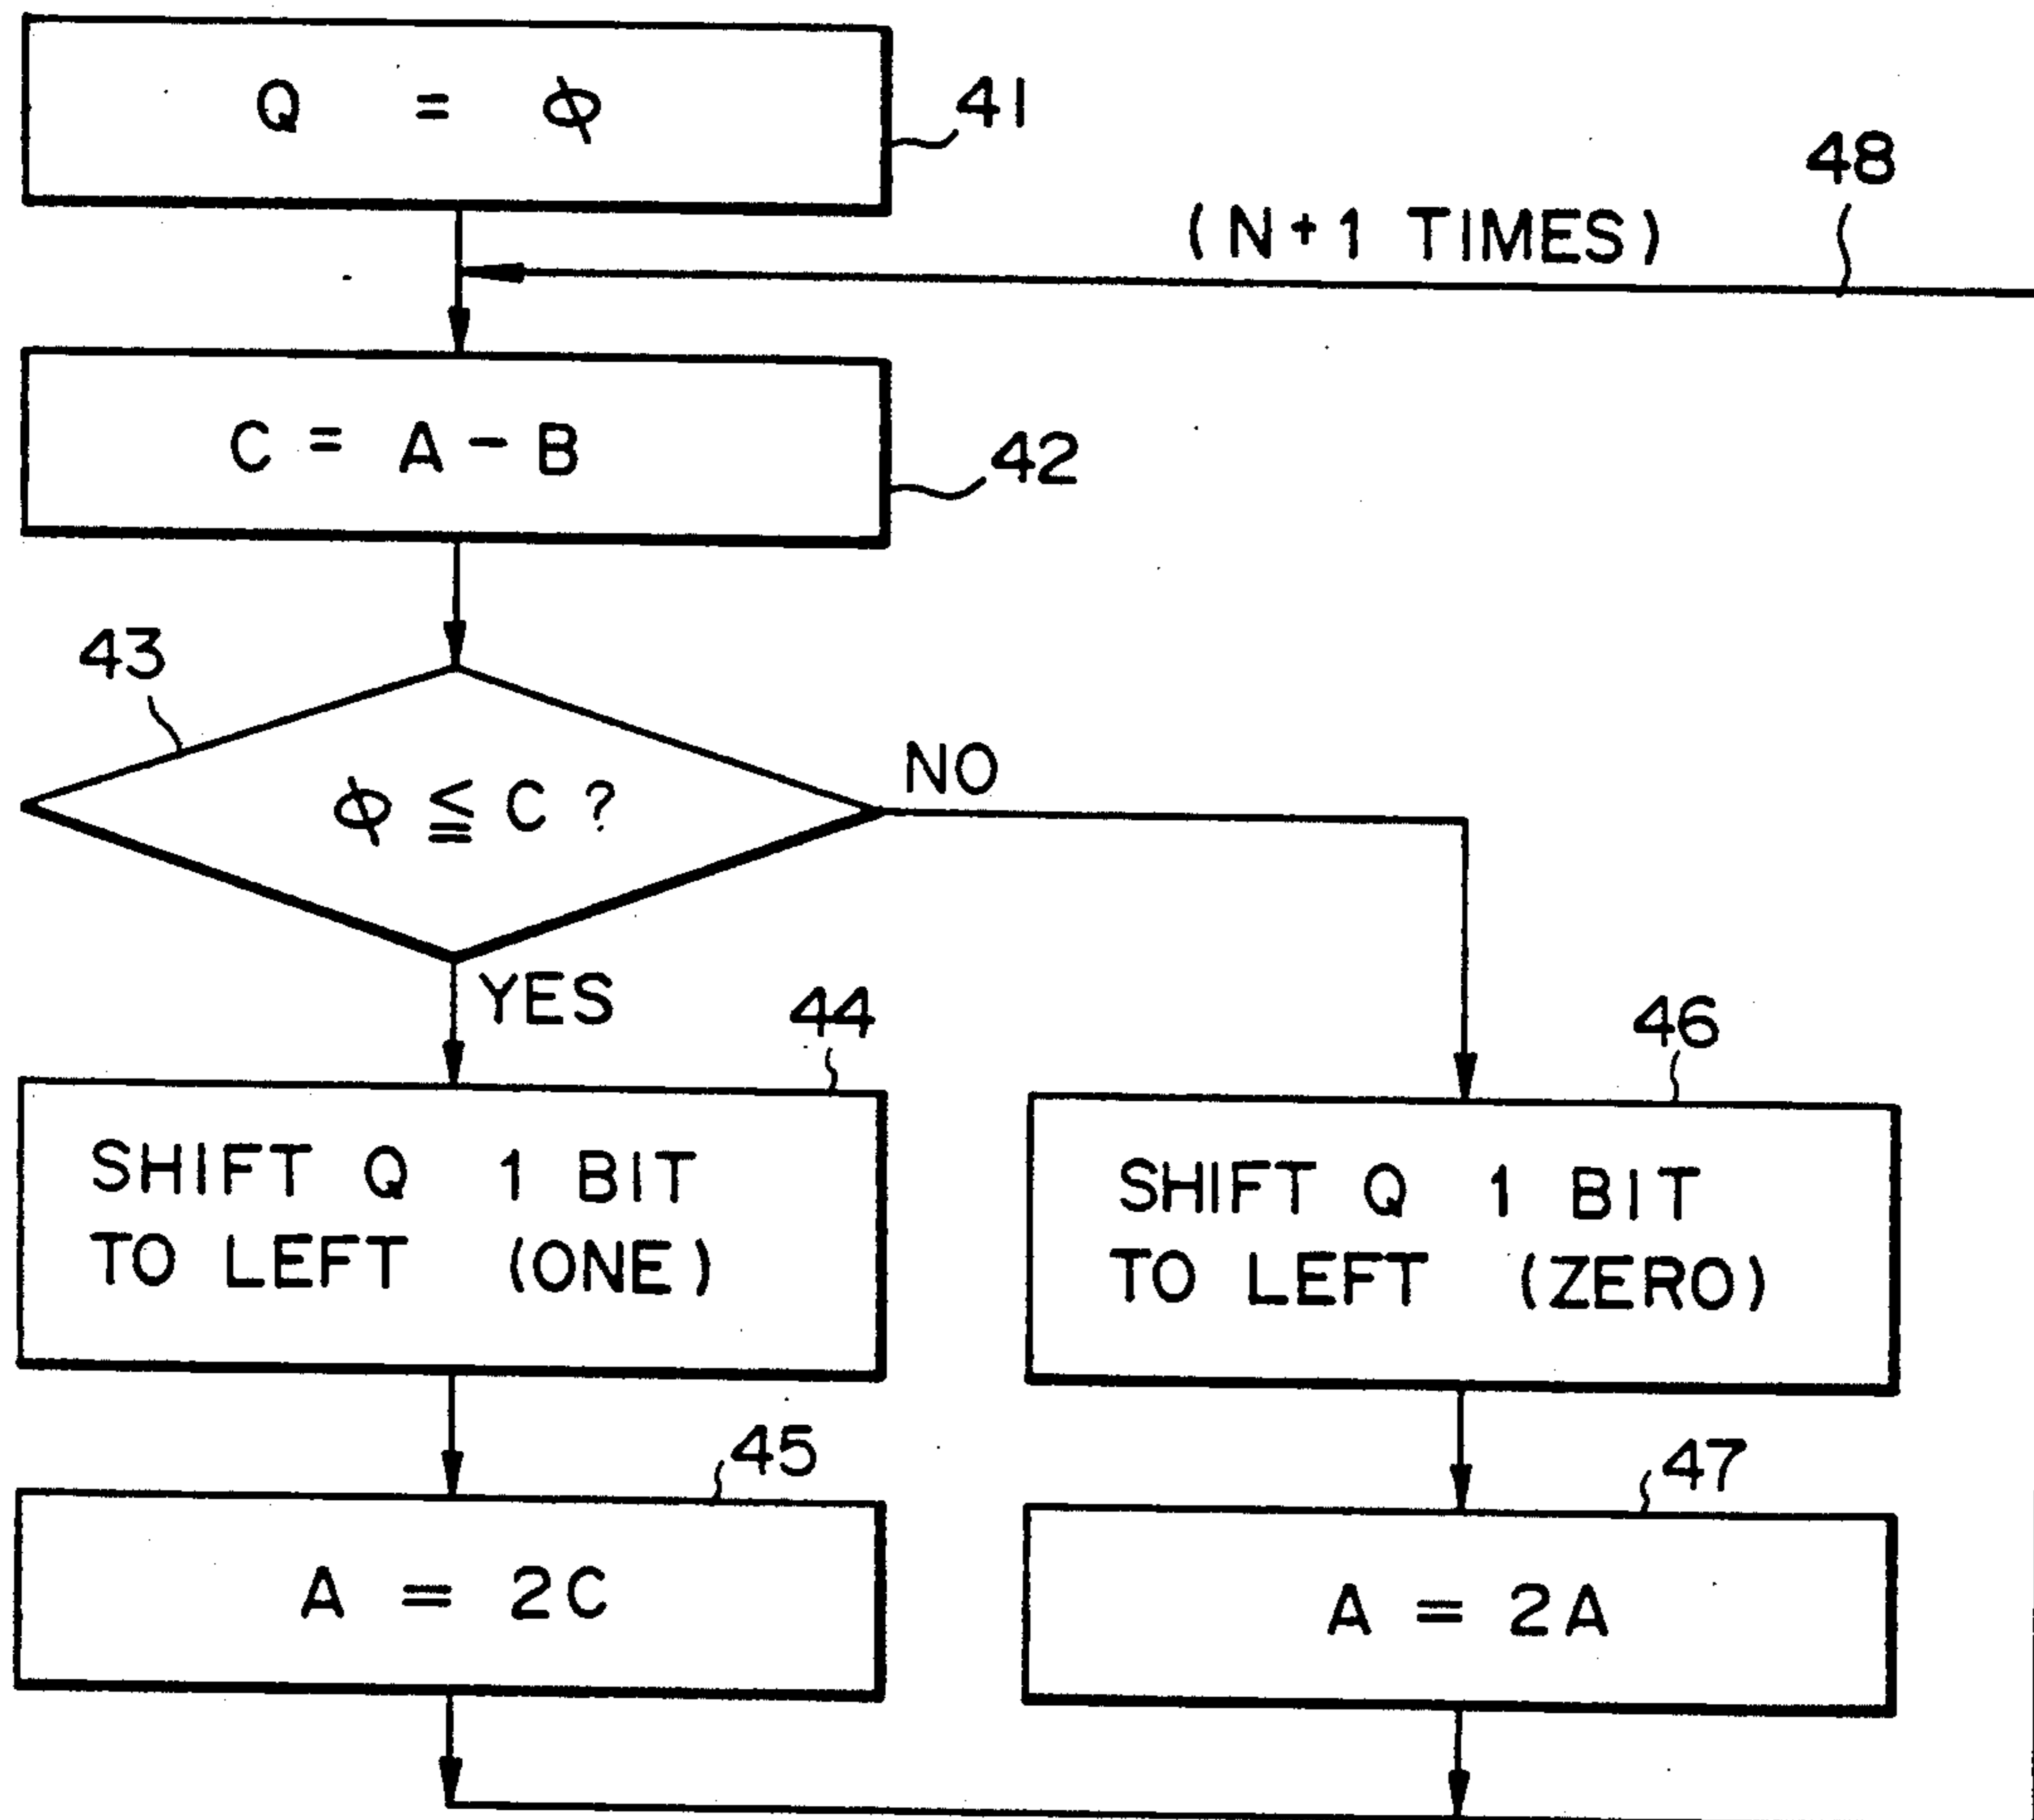 Q = ϕ
41
48
(N+1 TIMES)
C = A - B
42
43
ϕ ≦ C ?
NO
YES
44
46
SHIFT Q 1 BIT
TO LEFT (ONE)
SHIFT Q 1 BIT
TO LEFT (ZERO)
45
47
A = 2C
A = 2A